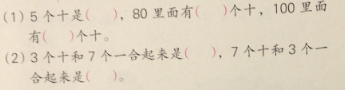 (1) 5个十是(  ), 80里面有(  )个十, 100里面
有(  )个十。
(2) 3个十和7个一合起来是(  ), 7个十和3个一
合起来是(  )。